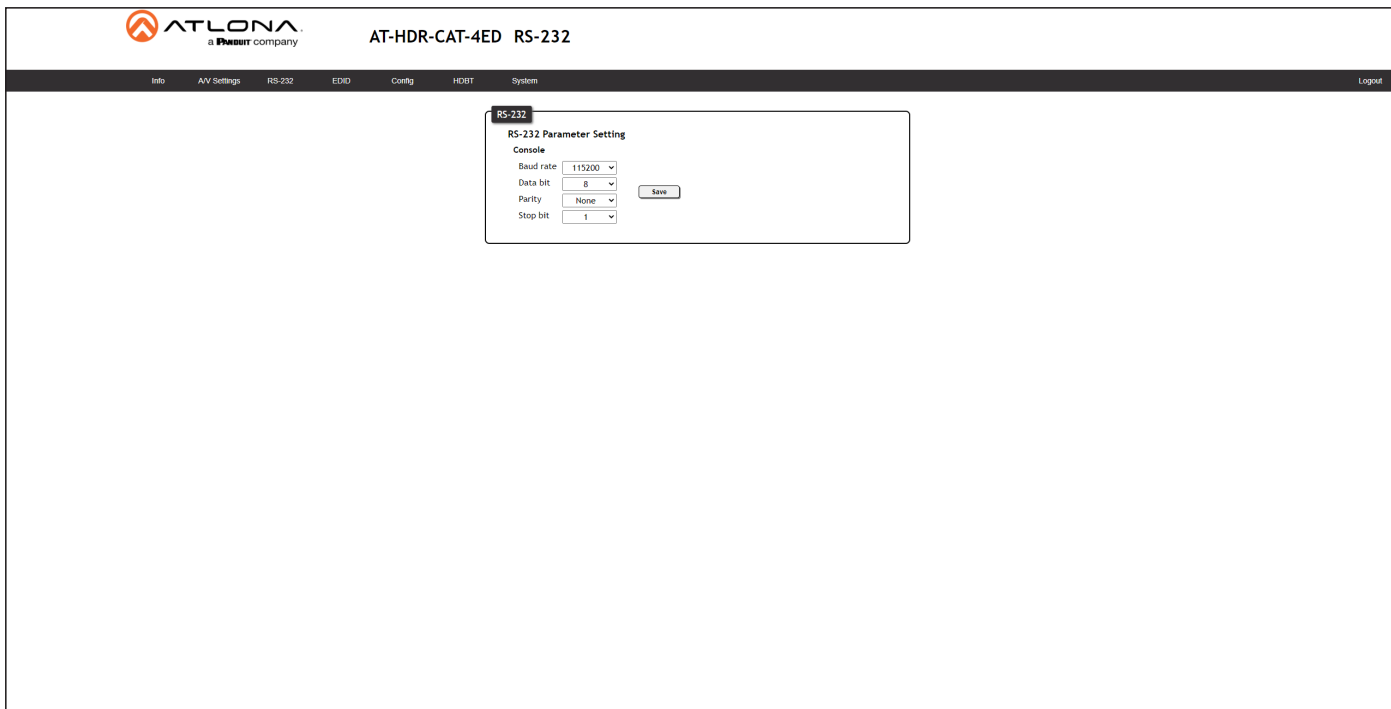 ATLONA.
a PANDUIT company
AT-HDR-CAT-4ED RS-232
Info A/V Settings RS-232 EDID Config HDBT System Logout
RS-232
RS-232 Parameter Setting
Console
Baud rate 115200
Data bit 8
Save
Parity None
Stop bit 1